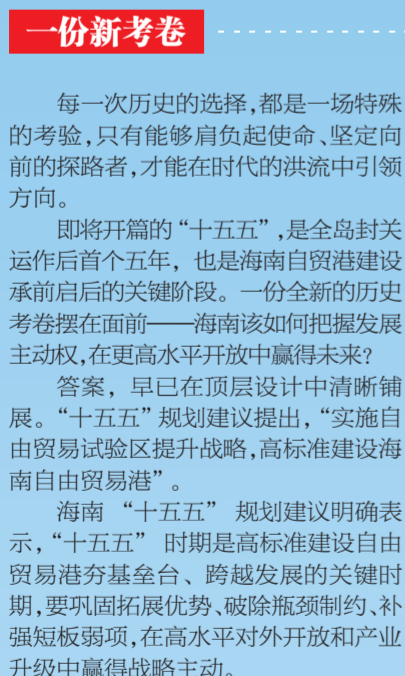 一份新考卷
每一次历史的选择,都是一场特殊
的考验,只有能够肩负起使命、坚定向
前的探路者,才能在时代的洪流中引领
方向。
即将开篇的“十五五”,是全岛封关
运作后首个五年，也是海南自贸港建设
承前启后的关键阶段。一份全新的历史
考卷摆在面前——海南该如何把握发展
主动权,在更高水平开放中赢得未来?
答案，早已在顶层设计中清晰铺
展。“十五五”规划建议提出，“实施自
由贸易试验区提升战略,高标准建设海
南自由贸易港”。
海南“十五五”规划建议明确表
示，“十五五”时期是高标准建设自由
贸易港夯基垒台、跨越发展的关键时
期,要巩固拓展优势、破除瓶颈制约、补
强短板弱项,在高水平对外开放和产业
升级中赢得战略主动。